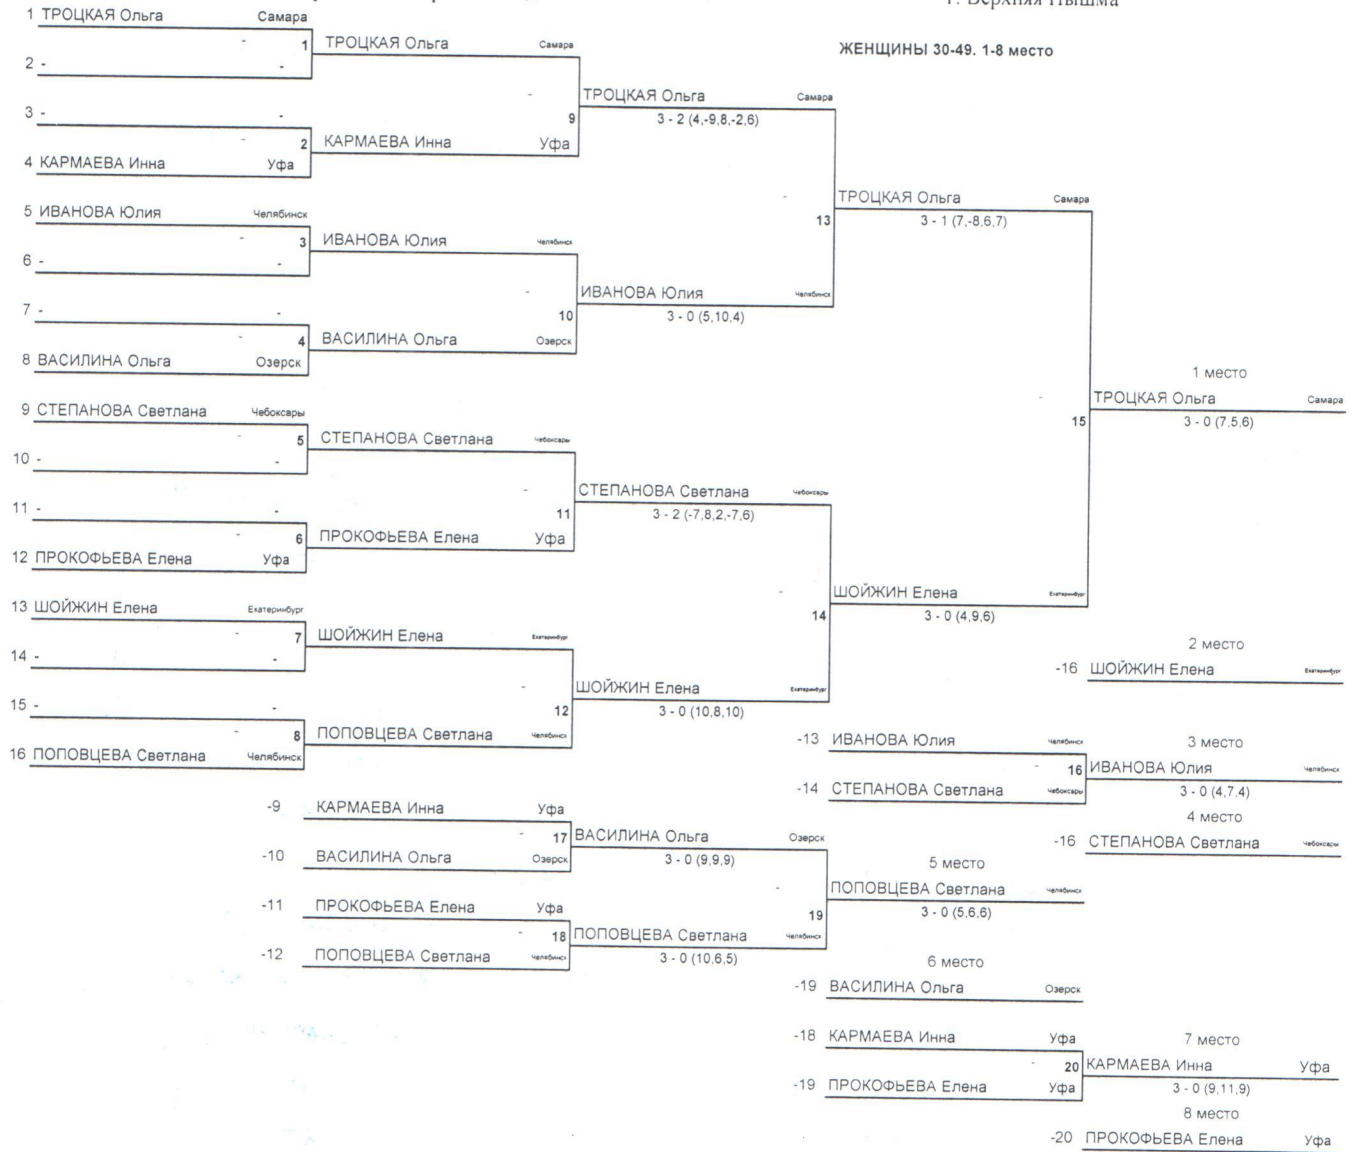 г. Верхняя Пышма
ЖЕНЩИНЫ 30-49. 1-8 место
1 ТРОЦКАЯ Ольга Самара
- 1 ТРОЦКАЯ Ольга Самара
2 - -
- ТРОЦКАЯ Ольга Самара
3 - - 9 3 - 2 (4,-9,8,-2,6)
- 2 КАРМАЕВА Инна Уфа
4 КАРМАЕВА Инна Уфа
- 13 ТРОЦКАЯ Ольга Самара
3 - 1 (7,-8,6,7)
5 ИВАНОВА Юлия Челябинск
- 3 ИВАНОВА Юлия Челябинск
6 - -
- ИВАНОВА Юлия Челябинск
7 - - 10 3 - 0 (5,10,4)
- 4 ВАСИЛИНА Ольга Озерск
8 ВАСИЛИНА Ольга Озерск
1 место
- 15 ТРОЦКАЯ Ольга Самара
3 - 0 (7,5,6)
9 СТЕПАНОВА Светлана Чебоксары
- 5 СТЕПАНОВА Светлана Чебоксары
10 - -
- СТЕПАНОВА Светлана Чебоксары
11 - - 11 3 - 2 (-7,8,2,-7,6)
- 6 ПРОКОФЬЕВА Елена Уфа
12 ПРОКОФЬЕВА Елена Уфа
- 14 ШОЙЖИН Елена Екатеринбург
3 - 0 (4,9,6)
13 ШОЙЖИН Елена Екатеринбург
- 7 ШОЙЖИН Елена Екатеринбург
14 - -
2 место
-16 ШОЙЖИН Елена Екатеринбург
- ШОЙЖИН Елена Екатеринбург
15 - - 12 3 - 0 (10,8,10)
- 8 ПОПОВЦЕВА Светлана Челябинск
16 ПОПОВЦЕВА Светлана Челябинск
-13 ИВАНОВА Юлия Челябинск 3 место
- 16 ИВАНОВА Юлия Челябинск
-14 СТЕПАНОВА Светлана Чебоксары 3 - 0 (4,7,4)
4 место
-16 СТЕПАНОВА Светлана Чебоксары
-9 КАРМАЕВА Инна Уфа
- 17 ВАСИЛИНА Ольга Озерск
-10 ВАСИЛИНА Ольга Озерск 3 - 0 (9,9,9)
5 место
- 19 ПОПОВЦЕВА Светлана Челябинск
3 - 0 (5,6,6)
-11 ПРОКОФЬЕВА Елена Уфа
- 18 ПОПОВЦЕВА Светлана Челябинск
-12 ПОПОВЦЕВА Светлана Челябинск 3 - 0 (10,6,5)
6 место
-19 ВАСИЛИНА Ольга Озерск
-18 КАРМАЕВА Инна Уфа 7 место
- 20 КАРМАЕВА Инна Уфа
-19 ПРОКОФЬЕВА Елена Уфа 3 - 0 (9,11,9)
8 место
-20 ПРОКОФЬЕВА Елена Уфа